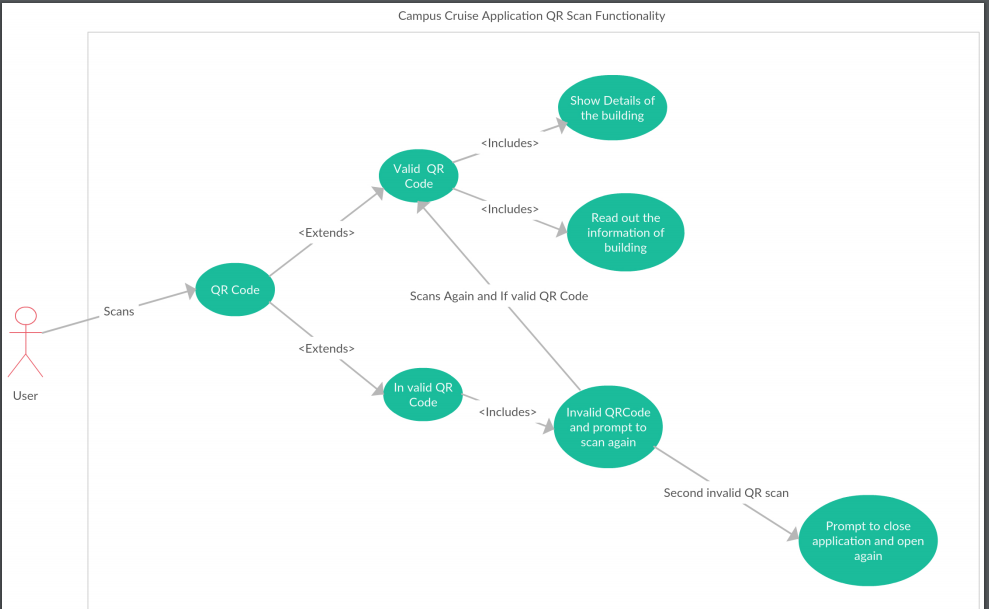 Campus Cruise Application QR Scan Functionality
Show Details of
the building
<Includes>
Valid QR
Code
<Includes>
Read out the
information of
building
<Extends>
QR Code
Scans Again and If valid QR Code
Scans
<Extends>
User
In valid QR
Code
<Includes>
Invalid QRCode
and prompt to
scan again
Second invalid QR scan
Prompt to close
application and open
again